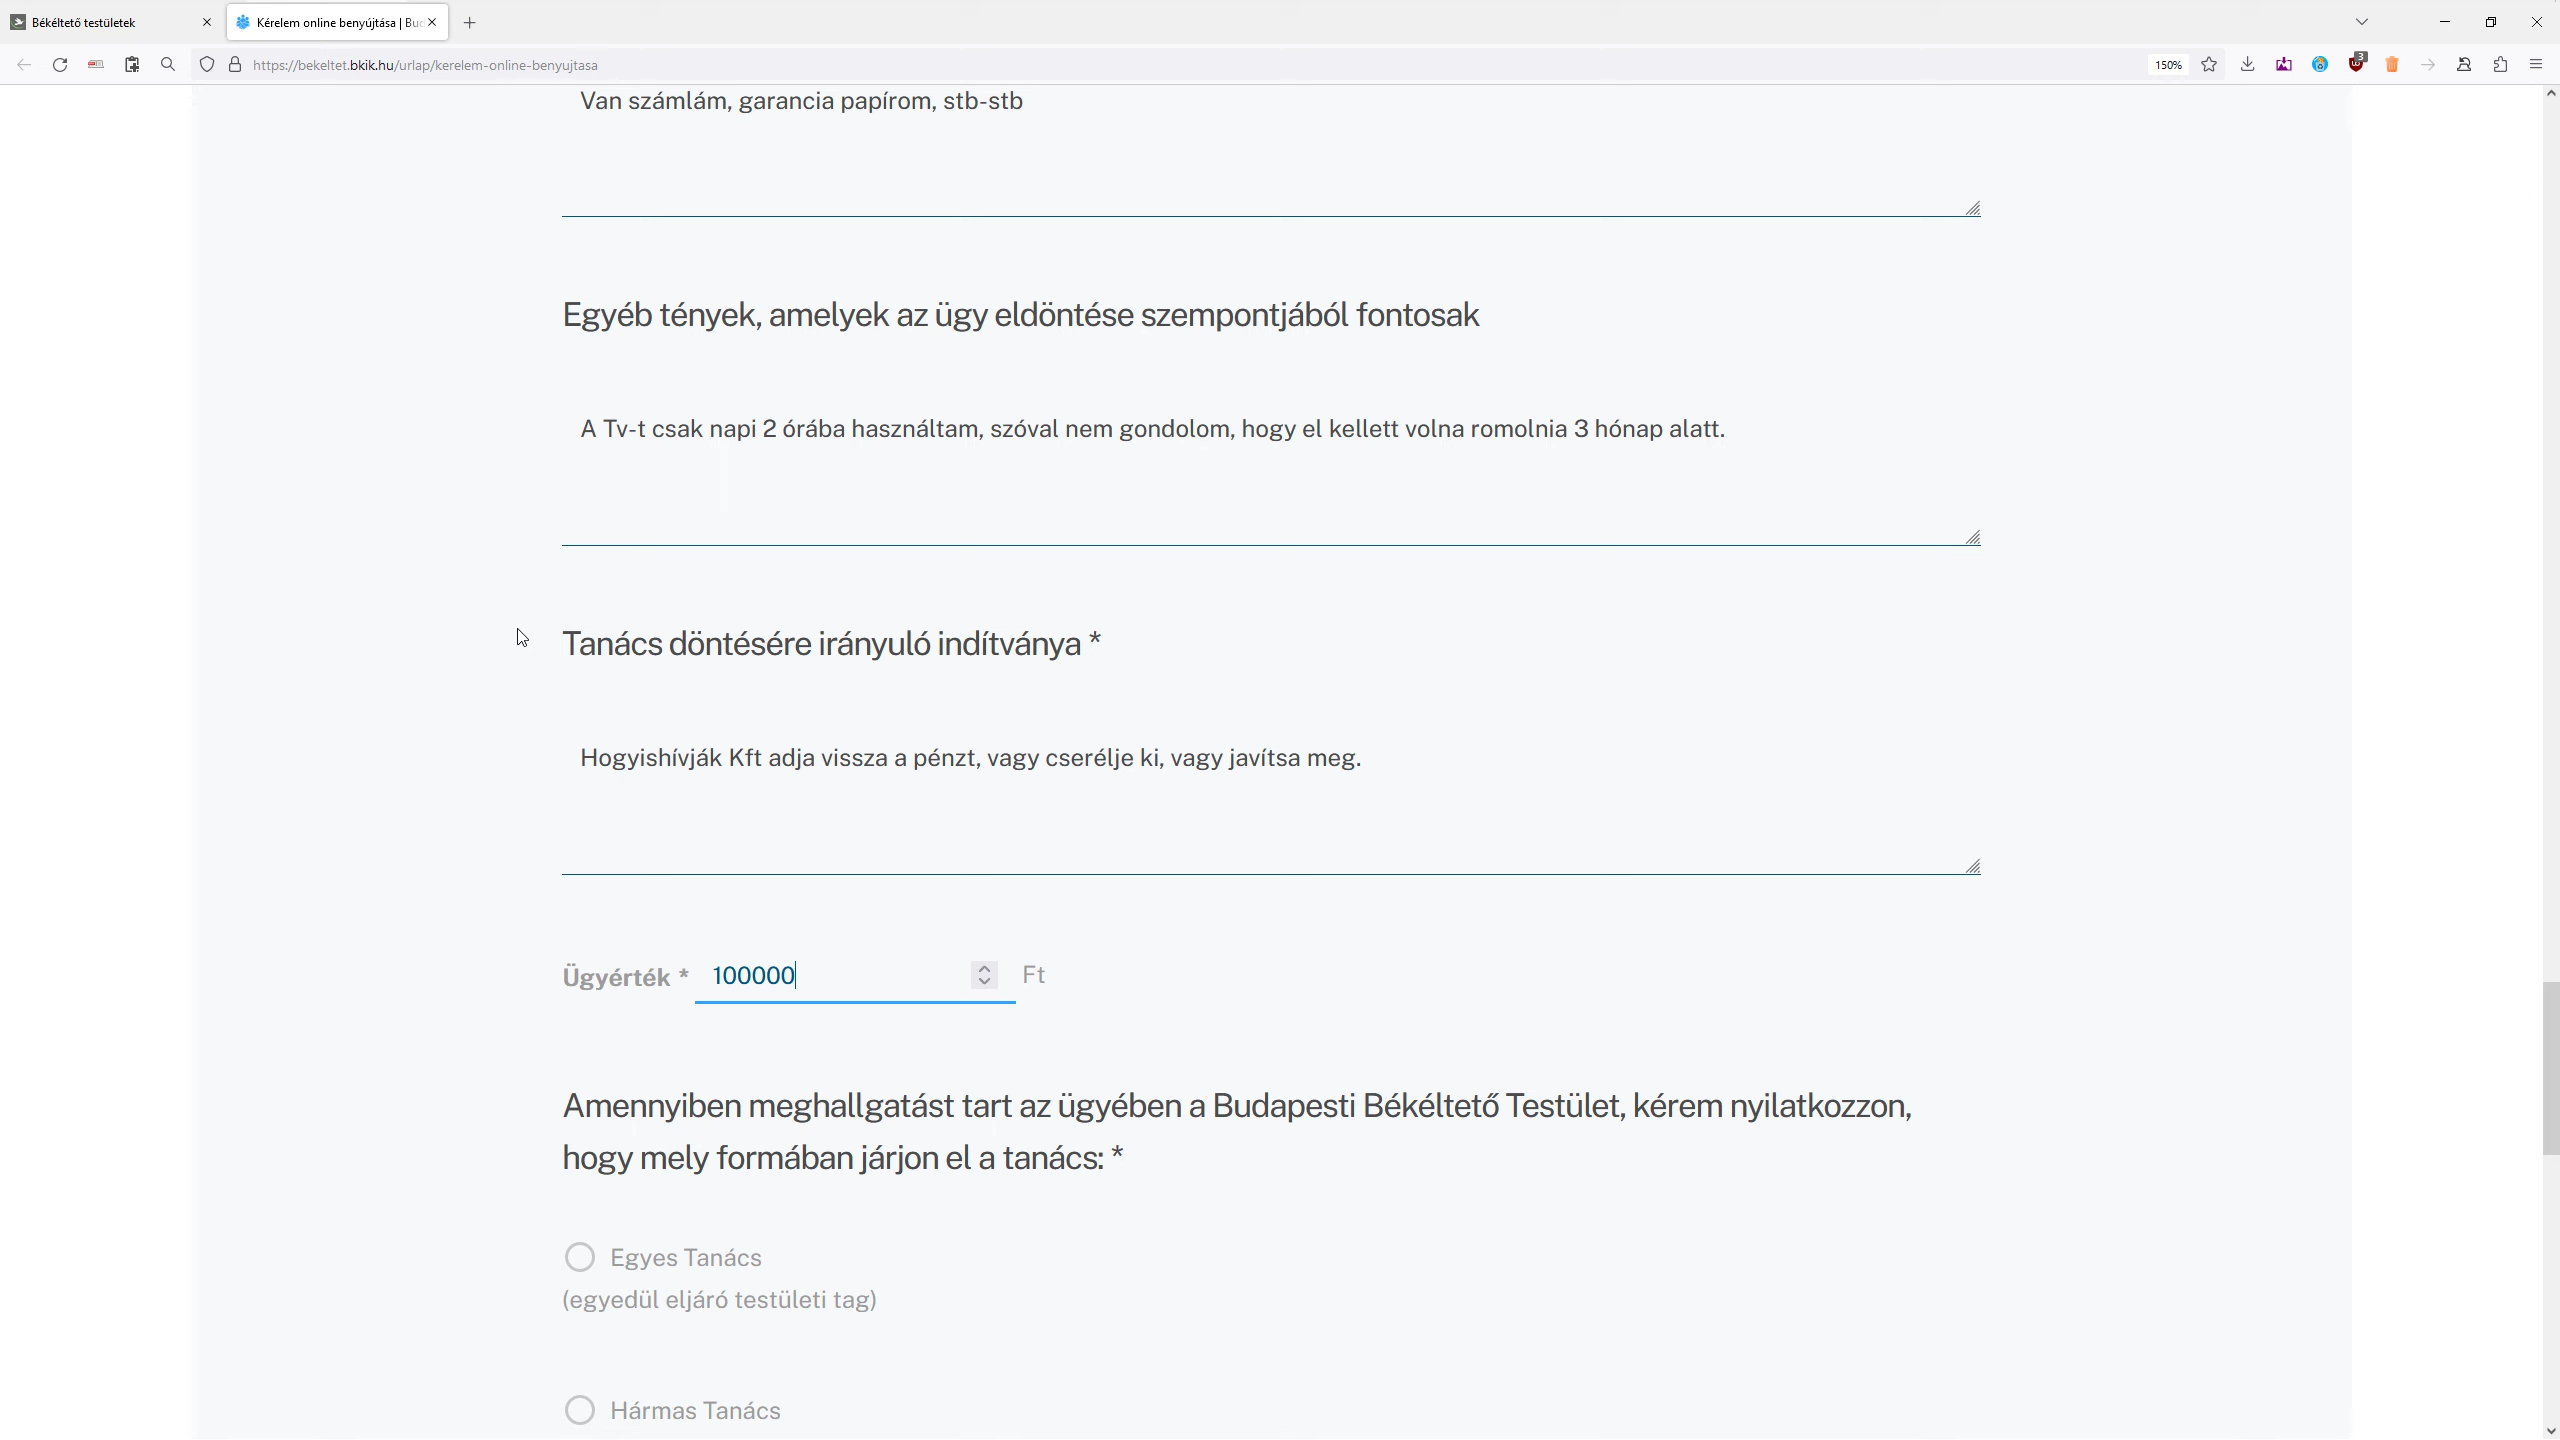 Békéltető testületek
Kérelem online benyújtása | Bud
https://bekeltet.bkik.hu/urlap/kerelem-online-benyujtasa
150%
3
Van számlám, garancia papírom, stb-stb
Egyéb tények, amelyek az ügy eldöntése szempontjából fontosak
A Tv-t csak napi 2 órába használtam, szóval nem gondolom, hogy el kellett volna romolnia 3 hónap alatt.
Tanács döntésére irányuló indítványa *
Hogyishívják Kft adja vissza a pénzt, vagy cserélje ki, vagy javítsa meg.
Ügyérték * 100000 Ft
Amennyiben meghallgatást tart az ügyében a Budapesti Békéltető Testület, kérem nyilatkozzon,
hogy mely formában járjon el a tanács: *
Egyes Tanács
(egyedül eljáró testületi tag)
Hármas Tanács